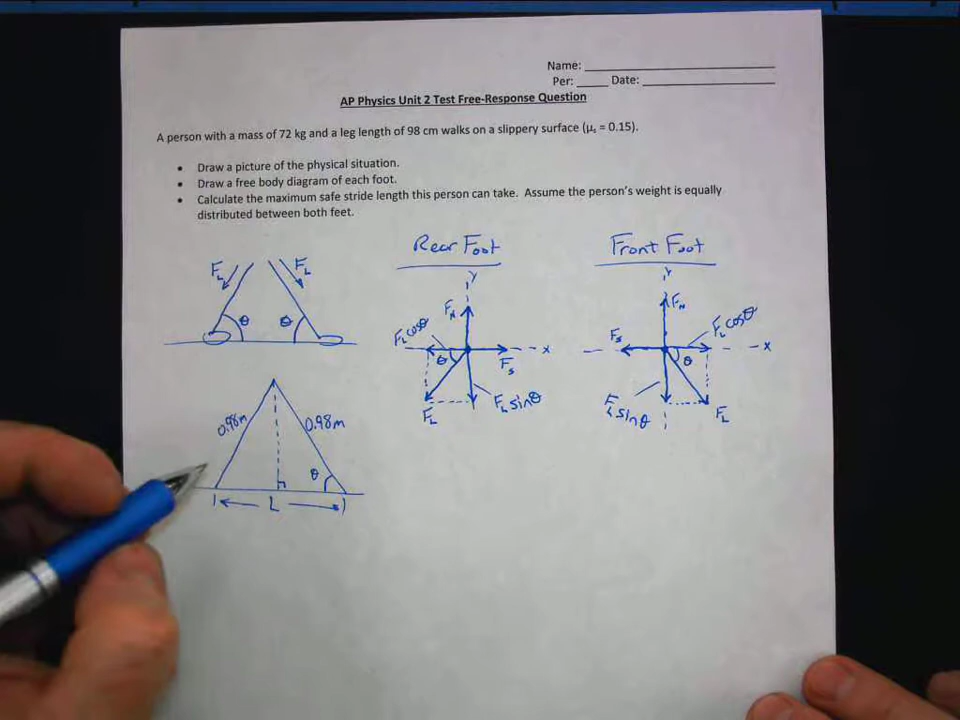 Name: ____________
Per: _____ Date: ____________
AP Physics Unit 2 Test Free-Response Question
A person with a mass of 72 kg and a leg length of 98 cm walks on a slippery surface (μs = 0.15).
• Draw a picture of the physical situation.
• Draw a free body diagram of each foot.
• Calculate the maximum safe stride length this person can take. Assume the person's weight is equally
distributed between both feet.
Rear Foot
Front Foot
FL FL
θ θ
y
FN
FL cosθ
θ
x
Fs
FL sinθ
FL
y
FN
FL cosθ
Fs
x
θ
FL sinθ
FL
0.98m 0.98m
θ
L